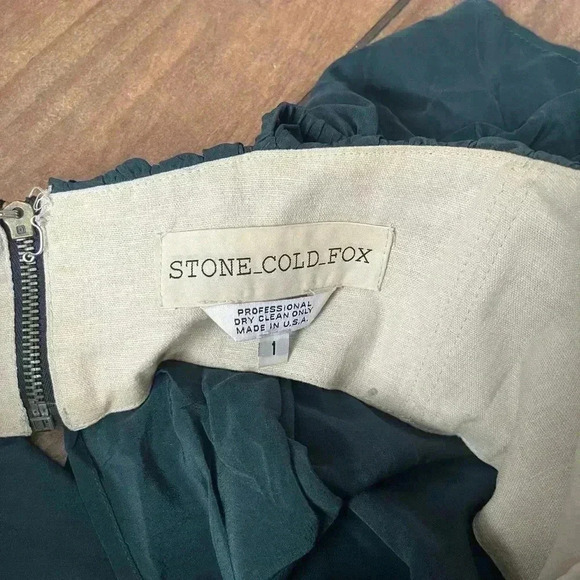 STONE_COLD_FOX
PROFESSIONAL
DRY CLEAN ONLY
MADE IN U.S.A.
1